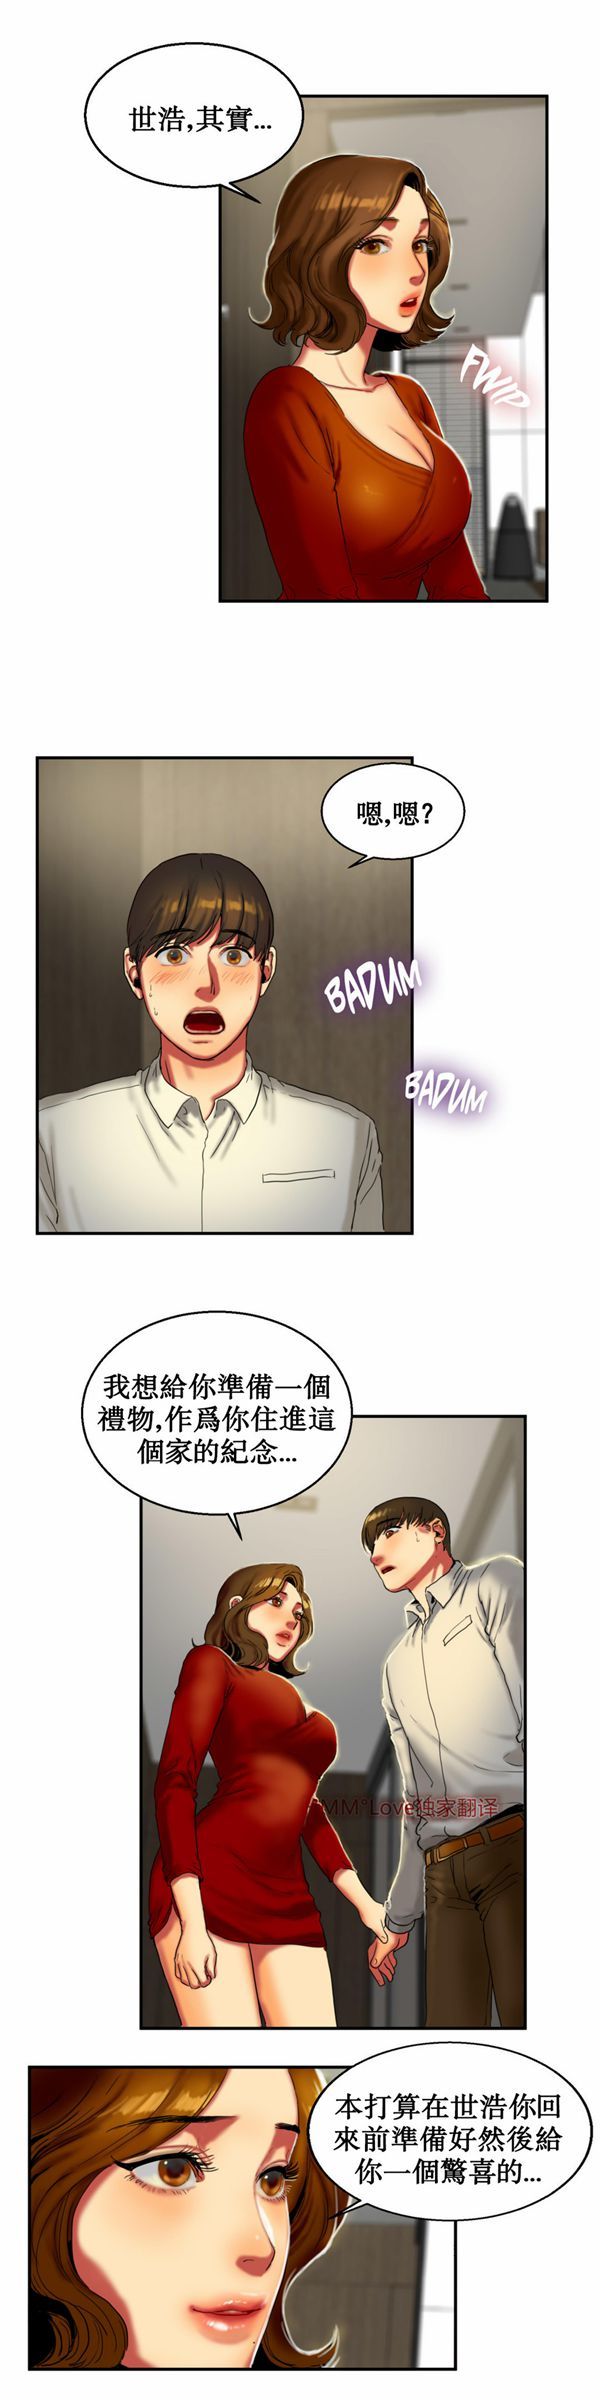 世浩,其實...
FWIP
嗯,嗯?
BADUM
BADUM
我想給你準備一個
禮物,作爲你住進這
個家的紀念...
MM°Love独家翻译
本打算在世浩你回
來前準備好然後給
你一個驚喜的...